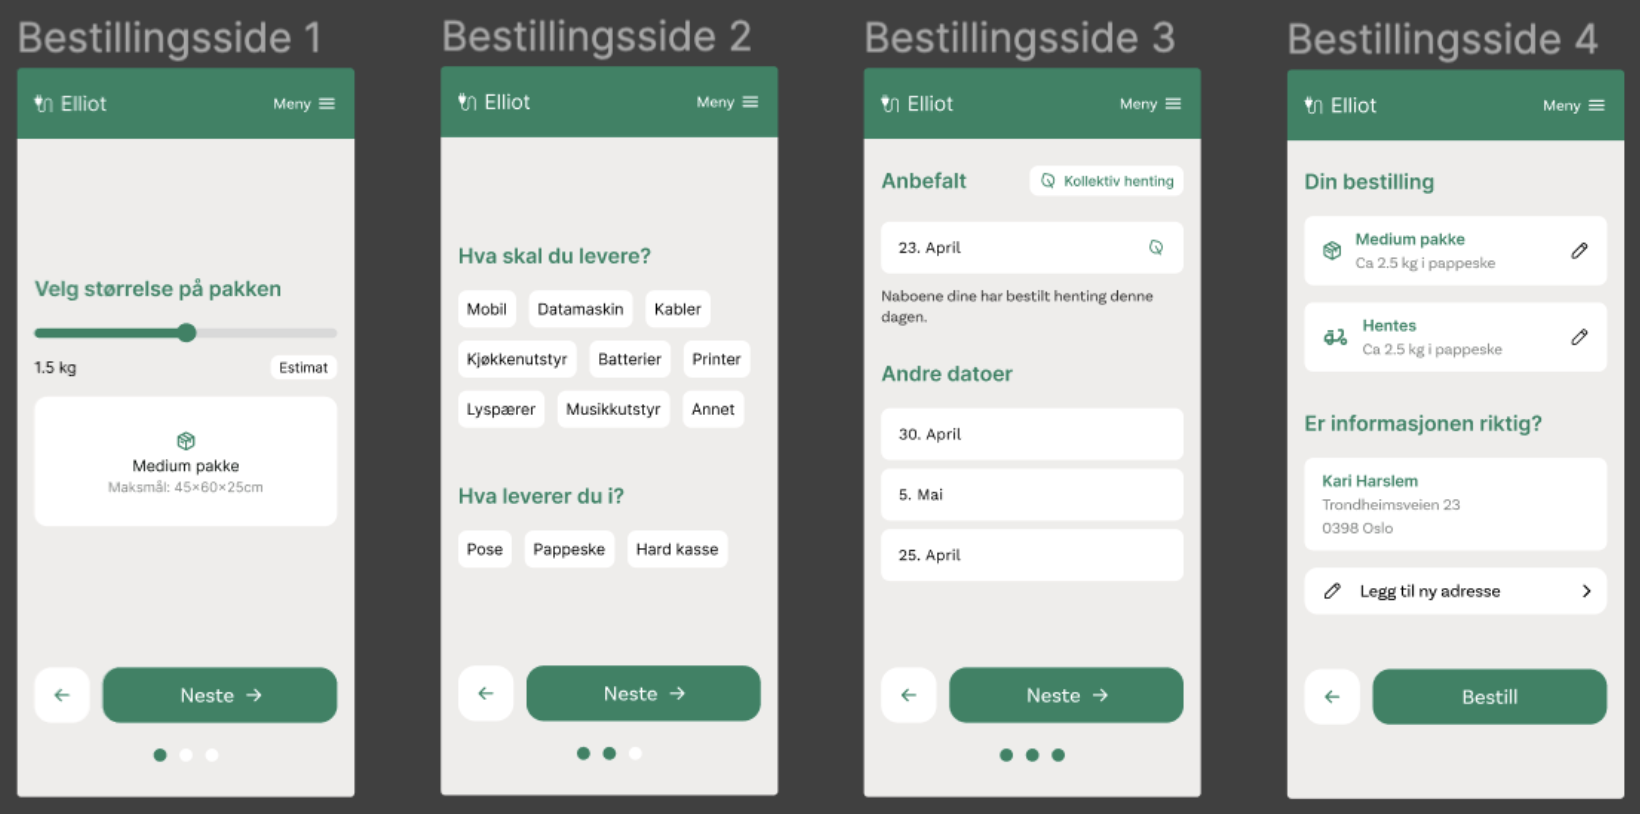 Bestillingsside 1
Elliot
Meny
Velg størrelse på pakken
1.5 kg
Estimat
Medium pakke
Maksmål: 45×60×25cm
Neste →
Bestillingsside 2
Elliot
Meny
Hva skal du levere?
Mobil Datamaskin Kabler
Kjøkkenutstyr Batterier Printer
Lyspærer Musikkutstyr Annet
Hva leverer du i?
Pose Pappeske Hard kasse
Neste →
Bestillingsside 3
Elliot
Meny
Anbefalt
Kollektiv henting
23. April
Naboene dine har bestilt henting denne
dagen.
Andre datoer
30. April
5. Mai
25. April
Neste →
Bestillingsside 4
Elliot
Meny
Din bestilling
Medium pakke
Ca 2.5 kg i pappeske
Hentes
Ca 2.5 kg i pappeske
Er informasjonen riktig?
Kari Harslem
Trondheimsveien 23
0398 Oslo
Legg til ny adresse
Bestill